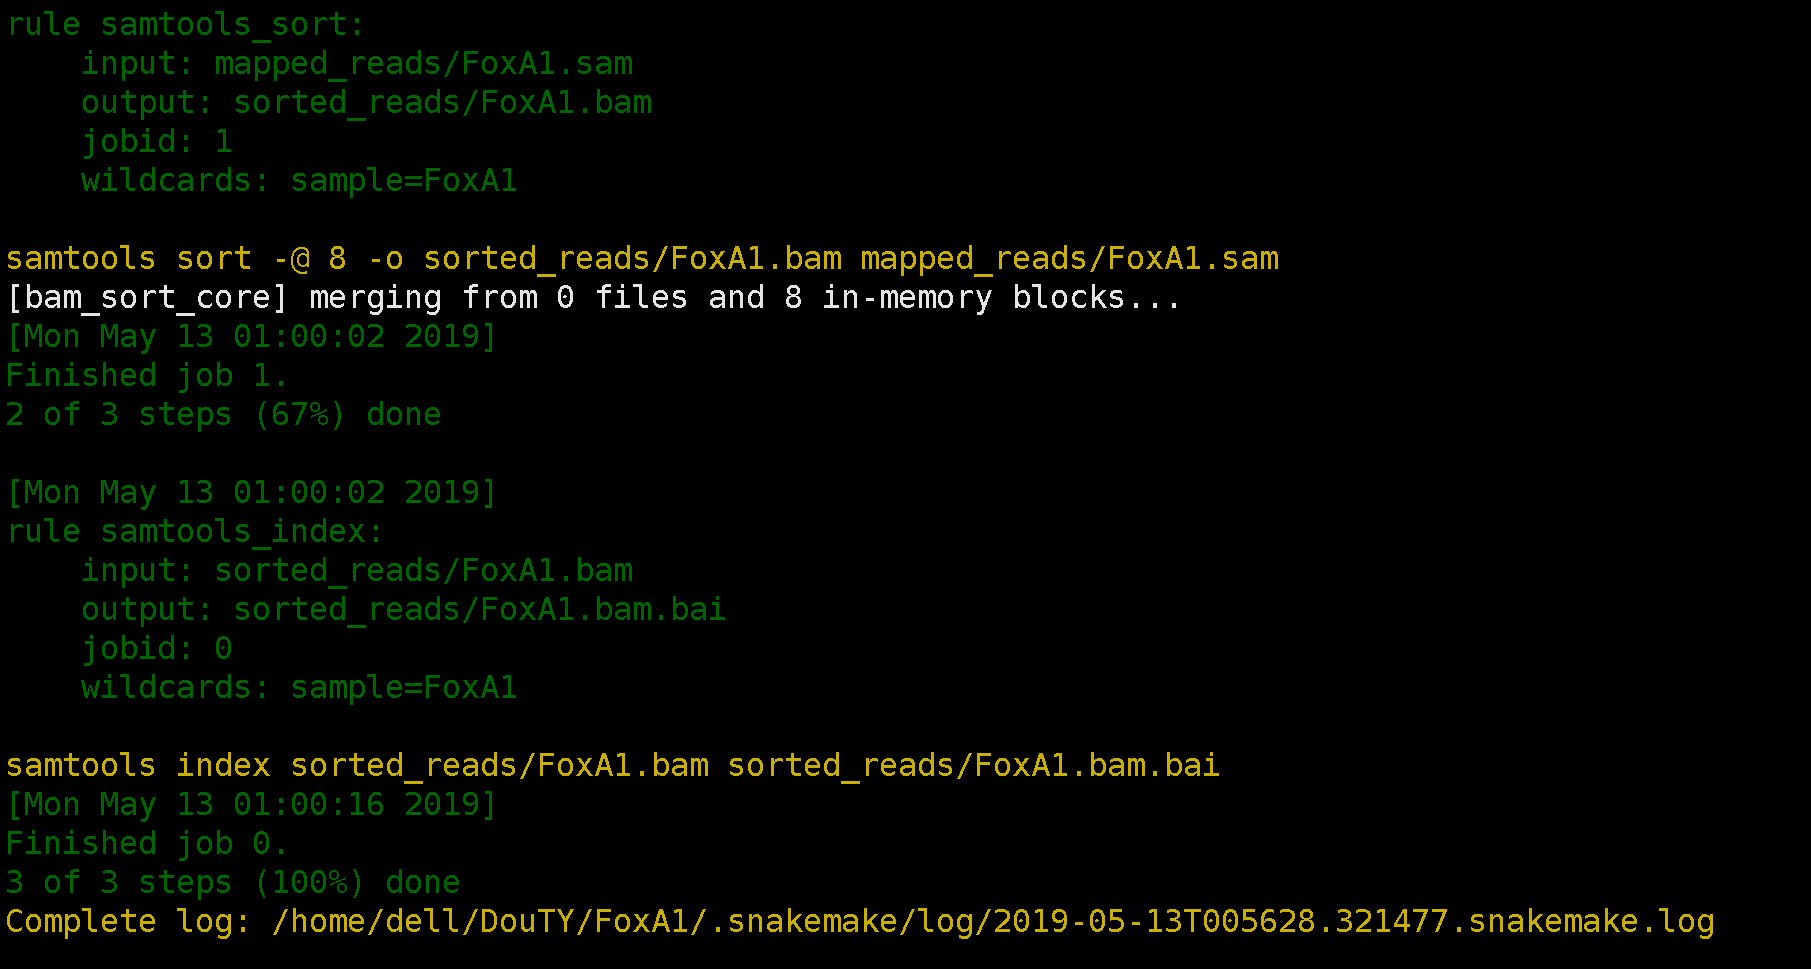 rule samtools_sort:
    input: mapped_reads/FoxA1.sam
    output: sorted_reads/FoxA1.bam
    jobid: 1
    wildcards: sample=FoxA1

samtools sort -@ 8 -o sorted_reads/FoxA1.bam mapped_reads/FoxA1.sam
[bam_sort_core] merging from 0 files and 8 in-memory blocks...
[Mon May 13 01:00:02 2019]
Finished job 1.
2 of 3 steps (67%) done

[Mon May 13 01:00:02 2019]
rule samtools_index:
    input: sorted_reads/FoxA1.bam
    output: sorted_reads/FoxA1.bam.bai
    jobid: 0
    wildcards: sample=FoxA1

samtools index sorted_reads/FoxA1.bam sorted_reads/FoxA1.bam.bai
[Mon May 13 01:00:16 2019]
Finished job 0.
3 of 3 steps (100%) done
Complete log: /home/dell/DouTY/FoxA1/.snakemake/log/2019-05-13T005628.321477.snakemake.log